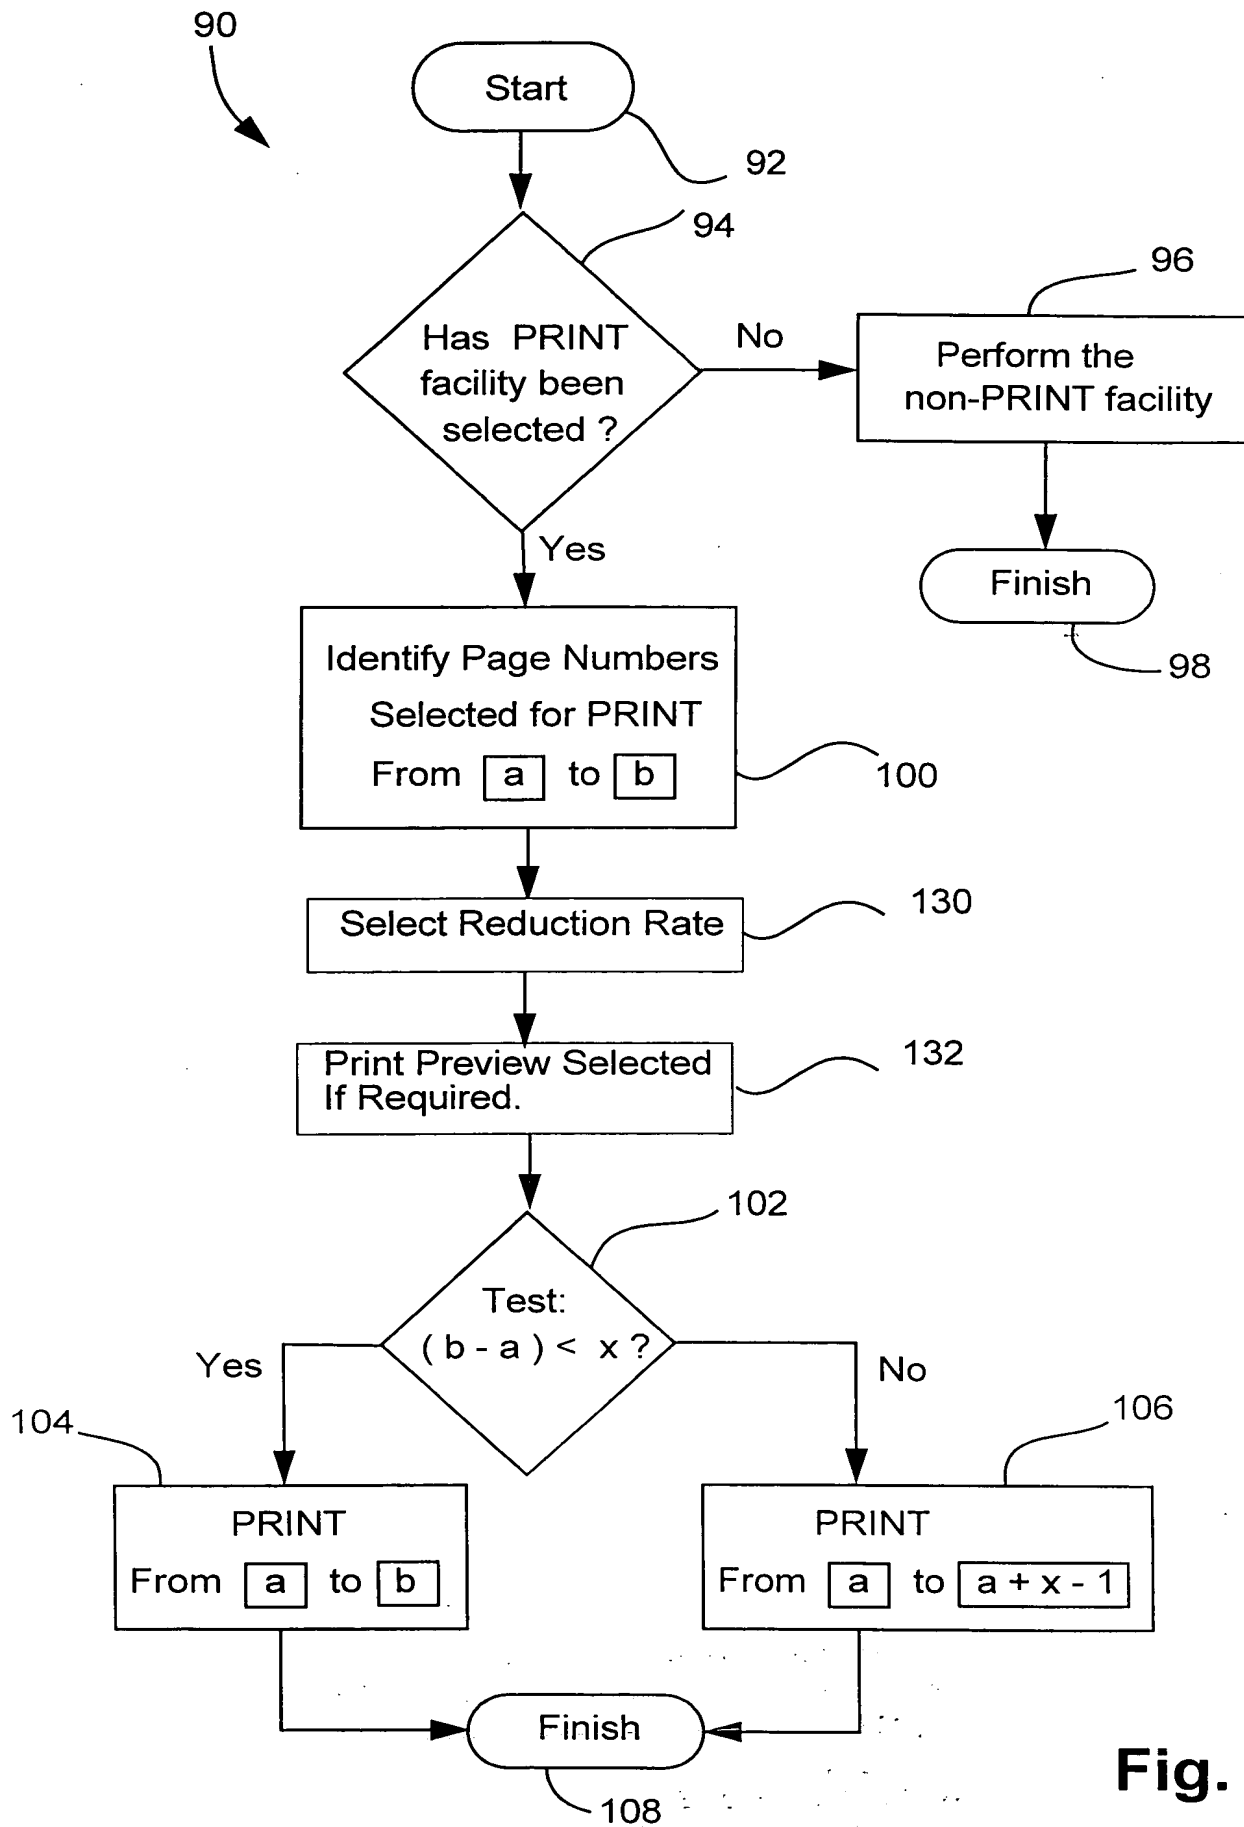 90
Start
92
94
96
Has PRINT
facility been
selected ?
No
Perform the
non-PRINT facility
Yes
Finish
98
Identify Page Numbers
Selected for PRINT
From a to b
100
Select Reduction Rate
130
Print Preview Selected
If Required.
132
102
Test:
( b - a ) < x ?
Yes
No
104
106
PRINT
From a to b
PRINT
From a to a + x - 1
Finish
108
Fig.